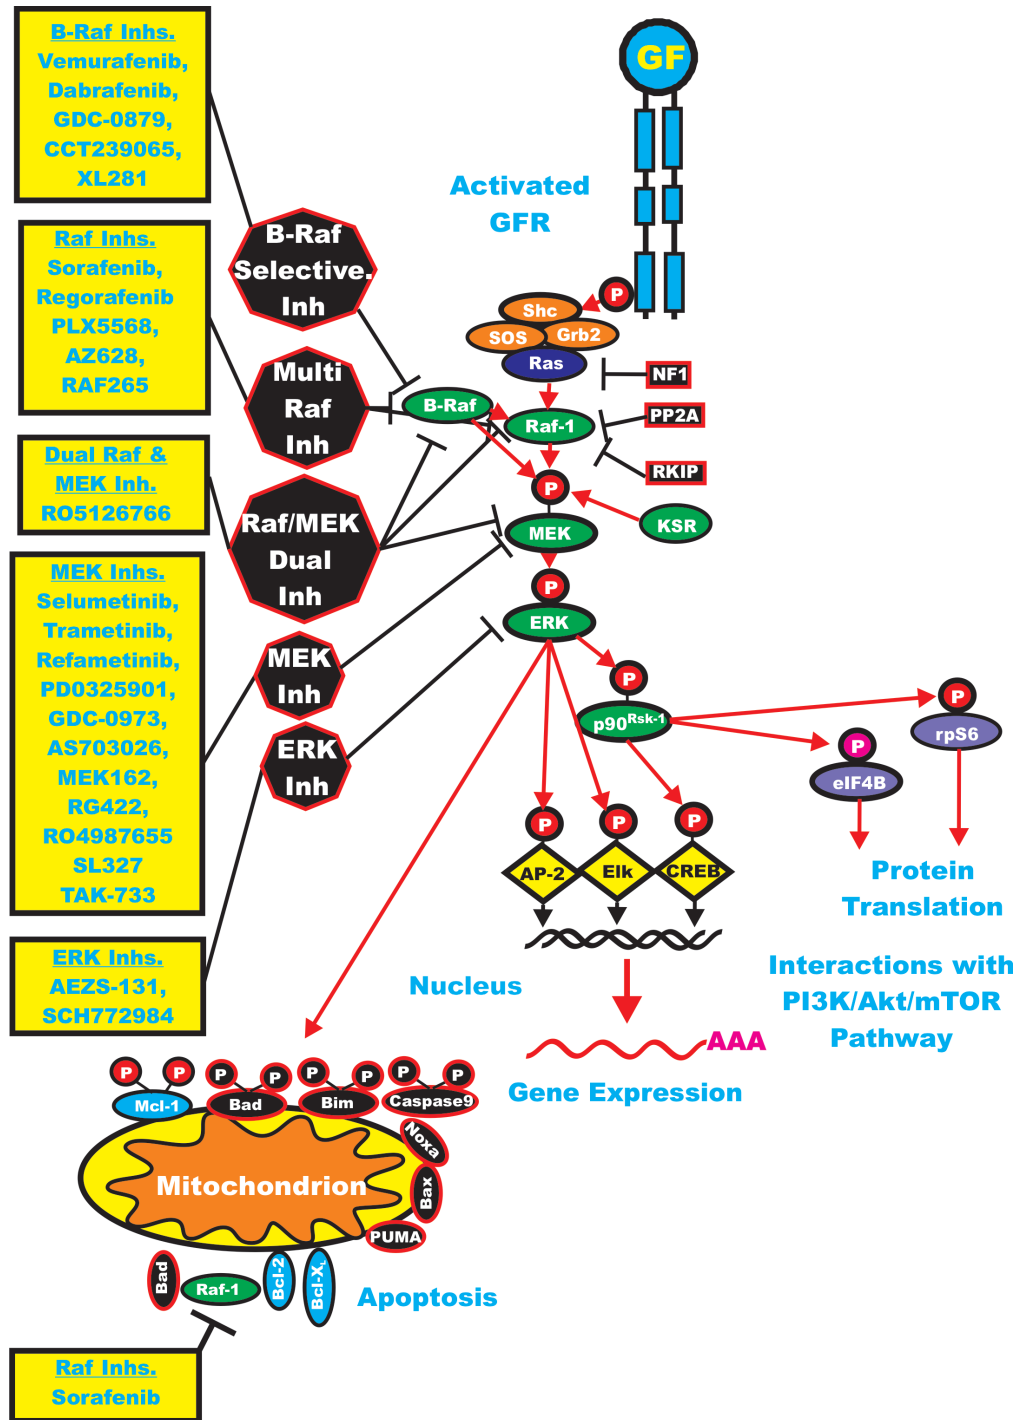 B-Raf Inhs.
Vemurafenib,
Dabrafenib,
GDC-0879,
CCT239065,
XL281
Raf Inhs.
Sorafenib,
Regorafenib
PLX5568,
AZ628,
RAF265
Dual Raf &
MEK Inh.
RO5126766
MEK Inhs.
Selumetinib,
Trametinib,
Refametinib,
PD0325901,
GDC-0973,
AS703026,
MEK162,
RG422,
RO4987655
SL327
TAK-733
ERK Inhs.
AEZS-131,
SCH772984
B-Raf
Selective.
Inh
Multi
Raf
Inh
Raf/MEK
Dual
Inh
MEK
Inh
ERK
Inh
GF
Activated
GFR
P
Shc
SOS
Grb2
Ras
NF1
B-Raf
Raf-1
PP2A
RKIP
P
MEK
KSR
P
ERK
P
p90Rsk-1
P
rpS6
P
eIF4B
P
P
P
AP-2
Elk
CREB
Protein
Translation
Nucleus
Interactions with
PI3K/Akt/mTOR
Pathway
AAA
Gene Expression
P
P
P
P
P
P
P
P
Mcl-1
Bad
Bim
Caspase9
Noxa
Bax
PUMA
Mitochondrion
Bad
Raf-1
Bcl-2
Bcl-XL
Apoptosis
Raf Inhs.
Sorafenib